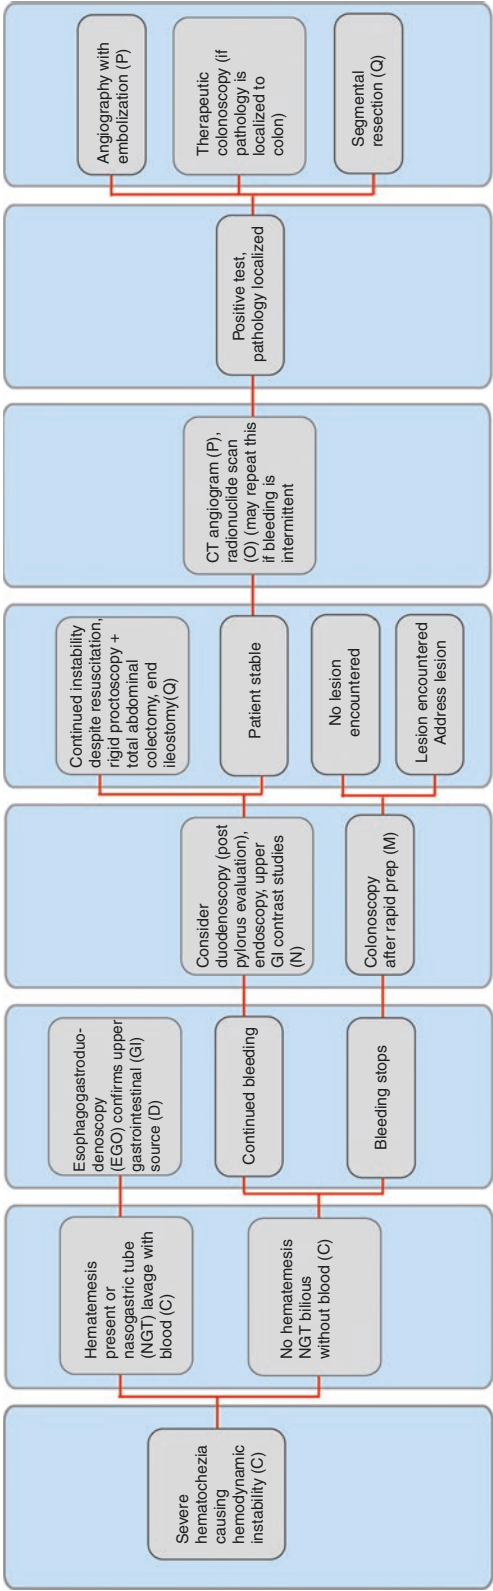 Severe
hematochezia
causing
hemodynamic
instability (C)
Hematemesis
present or
nasogastric tube
(NGT) lavage with
blood (C)
No hematemesis
NGT bilious
without blood (C)
Esophagogastroduo-
denoscopy
(EGO) confirms upper
gastrointestinal (GI)
source (D)
Continued bleeding
Bleeding stops
Consider
duodenoscopy (post
pylorus evaluation),
endoscopy, upper
GI contrast studies
(N)
Colonoscopy
after rapid prep (M)
Continued instability
despite resuscitation,
rigid proctoscopy +
total abdominal
colectomy, end
ileostomy(Q)
Patient stable
No lesion
encountered
Lesion encountered
Address lesion
CT angiogram (P),
radionuclide scan
(O) (may repeat this
if bleeding is
intermittent
Positive test,
pathology localized
Angiography with
embolization (P)
Therapeutic
colonoscopy (if
pathology is
localized to
colon)
Segmental
resection (Q)